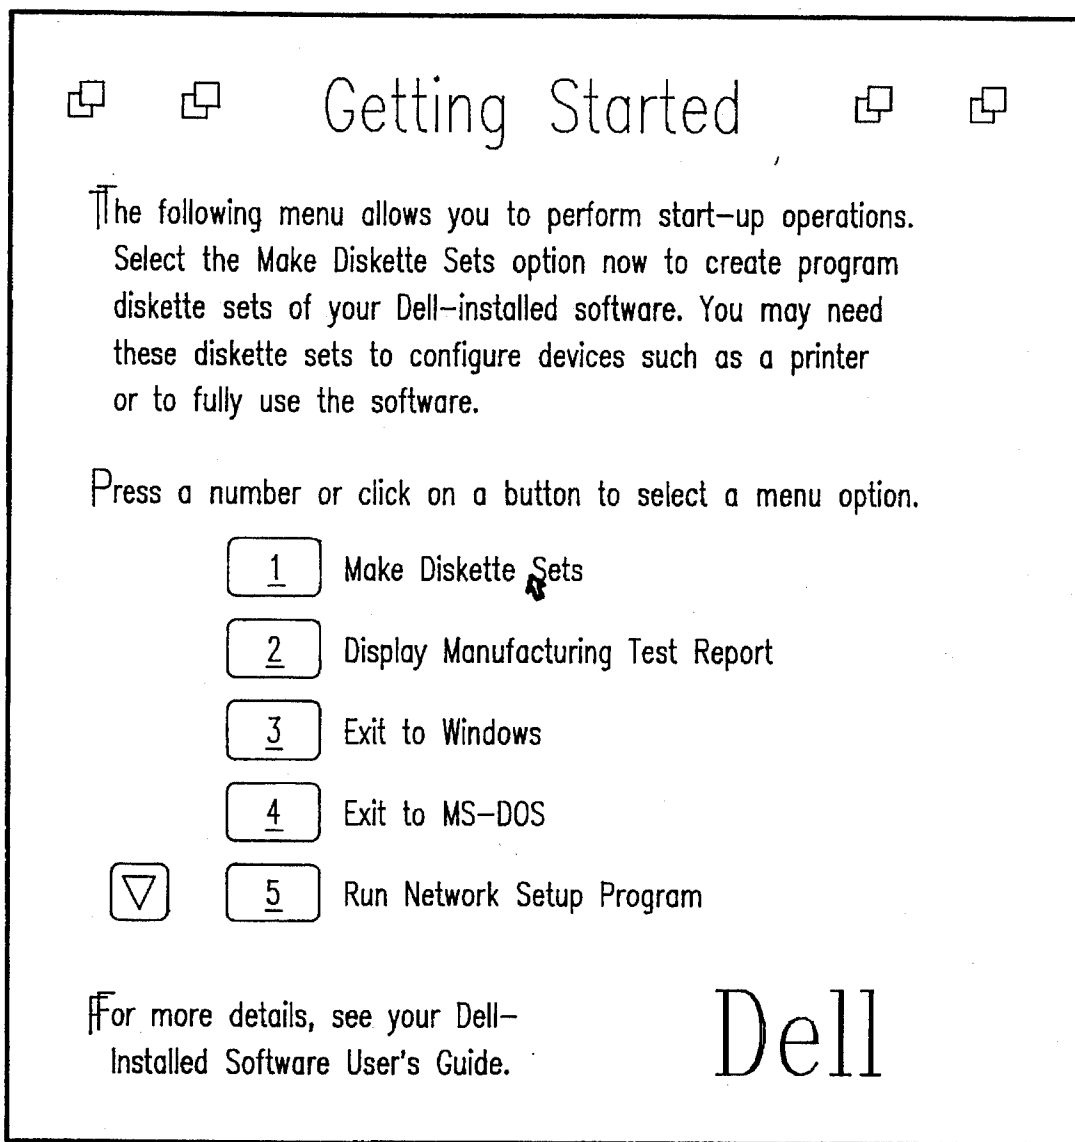 Getting Started
The following menu allows you to perform start-up operations.
Select the Make Diskette Sets option now to create program
diskette sets of your Dell-installed software. You may need
these diskette sets to configure devices such as a printer
or to fully use the software.
Press a number or click on a button to select a menu option.
1 Make Diskette Sets
2 Display Manufacturing Test Report
3 Exit to Windows
4 Exit to MS-DOS
5 Run Network Setup Program
For more details, see your Dell-
Installed Software User's Guide.
Dell